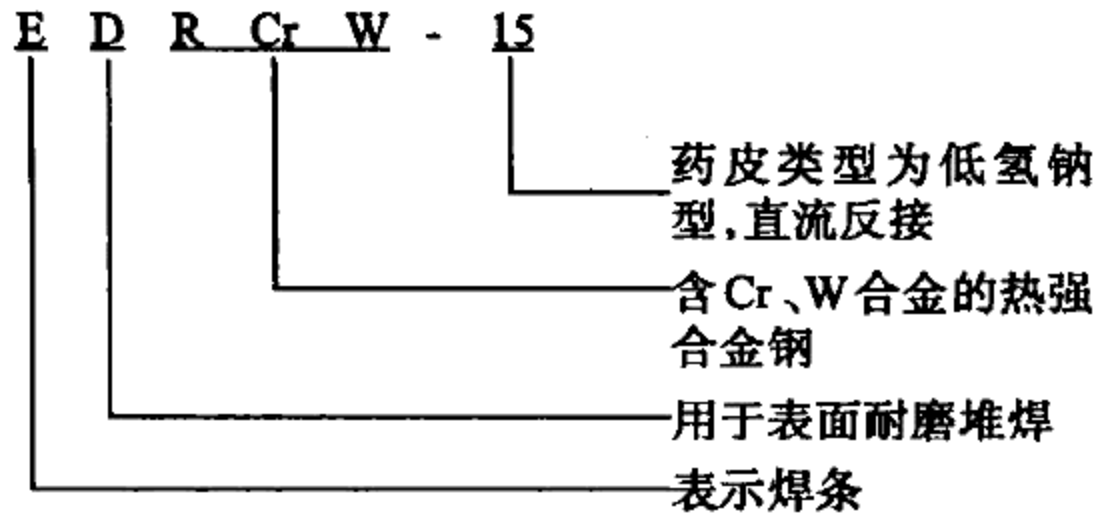 E D R Cr W - 15
药皮类型为低氢钠
型,直流反接
含Cr、W合金的热强
合金钢
用于表面耐磨堆焊
表示焊条